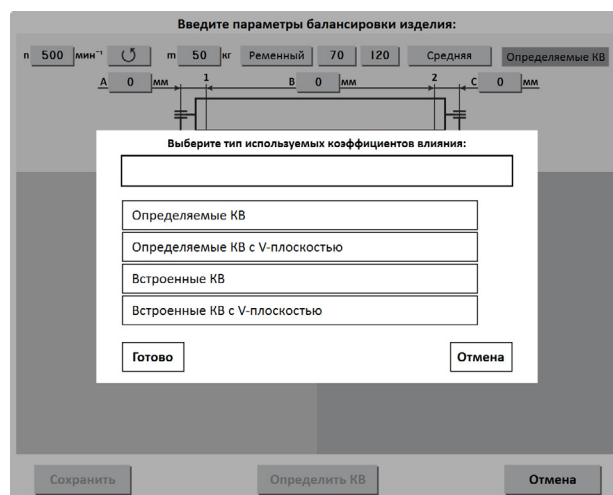 Введите параметры балансировки изделия:
n 500 мин⁻¹ m 50 кг Ременный 70 120 Средняя Определяемые КВ
A 0 мм 1 B 0 мм 2 C 0 мм
Выберите тип используемых коэффициентов влияния:
Определяемые КВ
Определяемые КВ с V-плоскостью
Встроенные КВ
Встроенные КВ с V-плоскостью
Готово Отмена
Сохранить Определить КВ Отмена